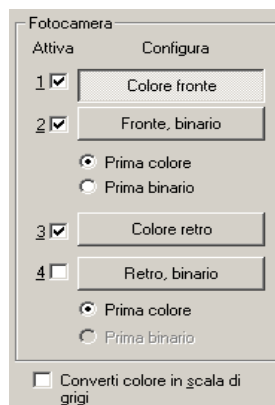 Fotocamera
Attiva Configura
1 Colore fronte
2 Fronte, binario
Prima colore
Prima binario
3 Colore retro
4 Retro, binario
Prima colore
Prima binario
Converti colore in scala di
grigi